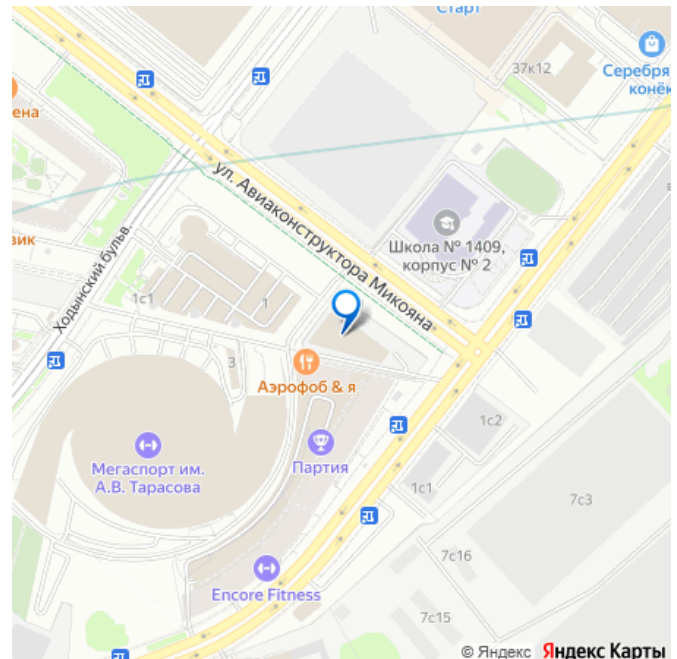 Старт
37к12
Серебря
конёк
ена
ул. Авиаконструктора Микояна
Школа № 1409,
корпус № 2
вик
Ходынский бульв.
1с1
1
3
Аэрофоб & я
1с2
Мегаспорт им.
А.В. Тарасова
Партия
1с1
7с3
7с16
Encore Fitness
7с15
© Яндекс Яндекс Карты